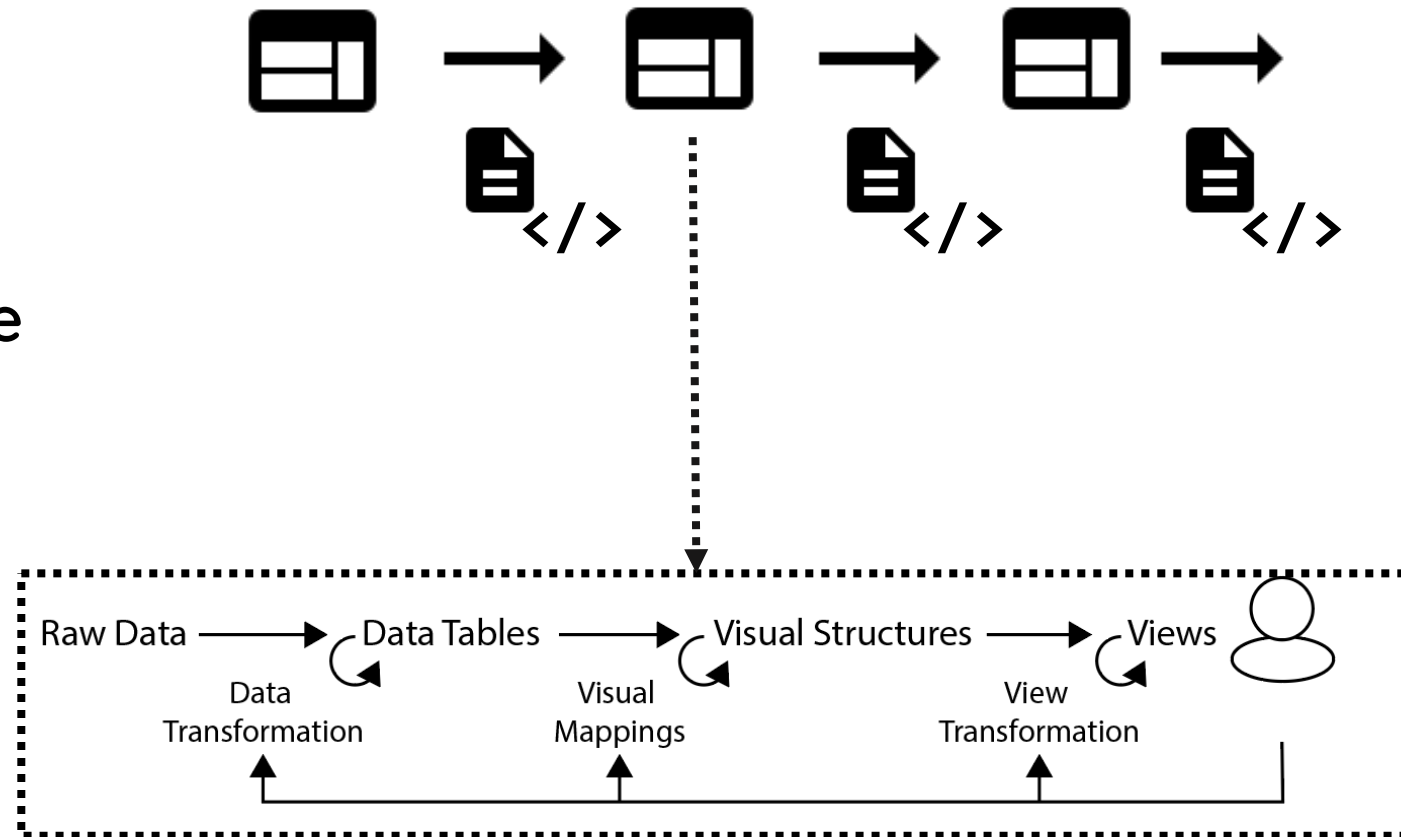 </>
</>
</>
e
Raw Data
Data Tables
Visual Structures
Views
Data
Transformation
Visual
Mappings
View
Transformation